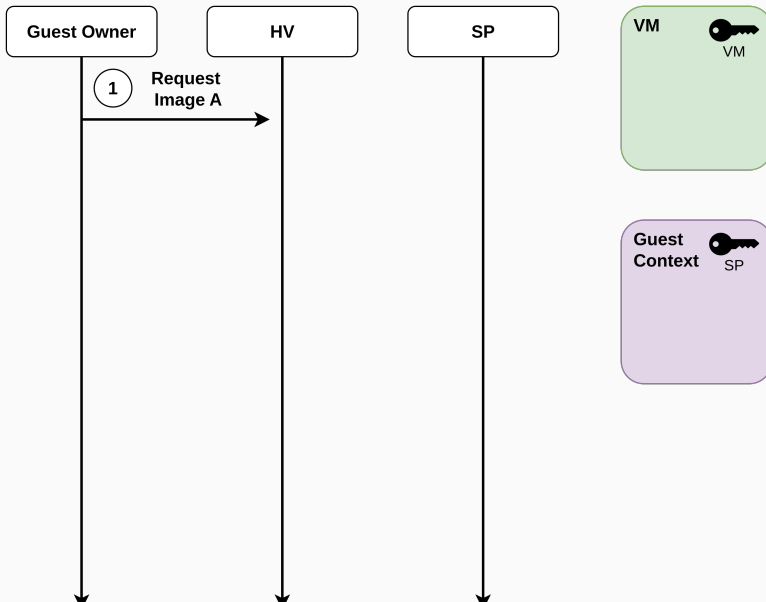 Guest Owner
HV
SP
VM
VM
1
Request
Image A
Guest
Context
SP